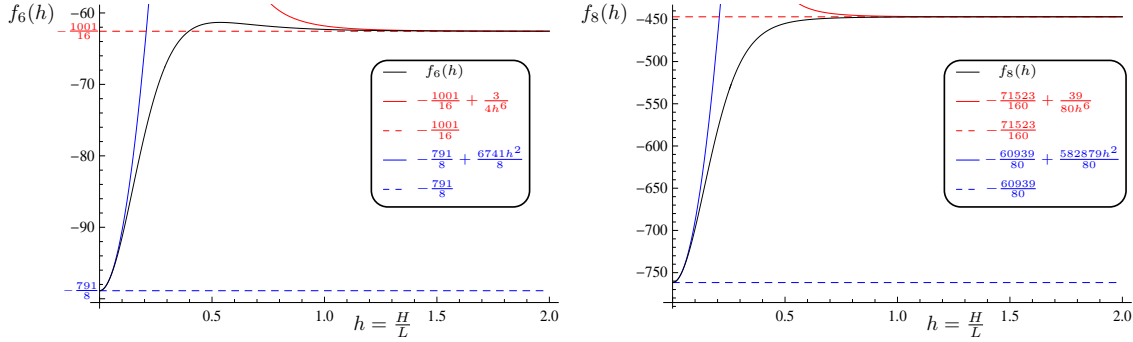 f₆(h)
-60
-1001/16
-70
-80
-90
-791/8
0.5
1.0
1.5
2.0
h = H/L
f₆(h)
-1001/16 + 3/4h⁶
-1001/16
-791/8 + 6741h²/8
-791/8
f₈(h)
-450
-500
-550
-600
-650
-700
-750
0.5
1.0
1.5
2.0
h = H/L
f₈(h)
-71523/160 + 39/80h⁶
-71523/160
-60939/80 + 582879h²/80
-60939/80